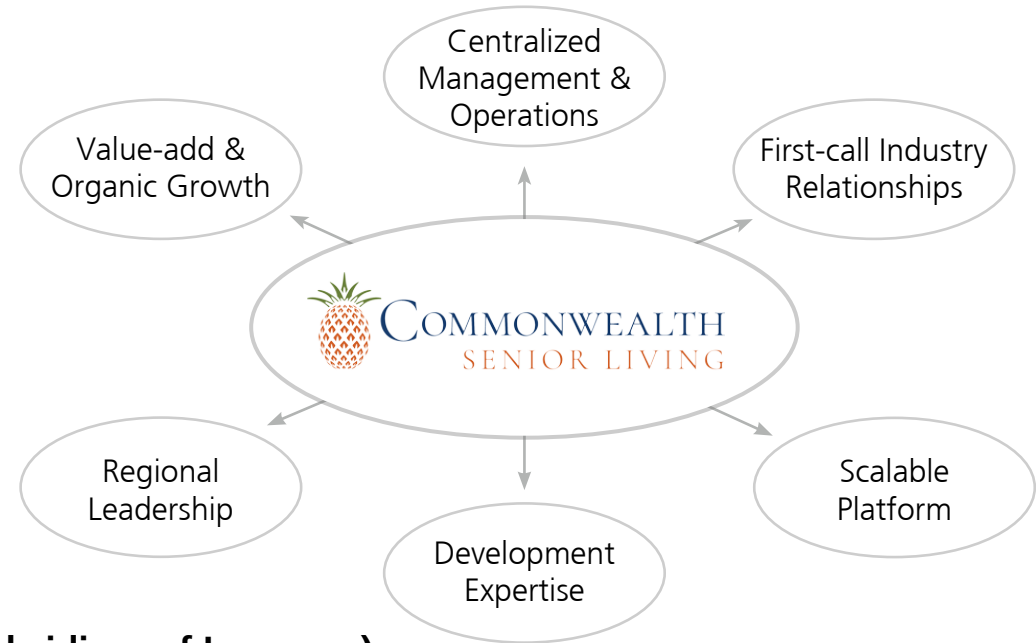 Centralized
Management &
Operations
Value-add &
Organic Growth
First-call Industry
Relationships
COMMONWEALTH
SENIOR LIVING
Regional
Leadership
Scalable
Platform
Development
Expertise